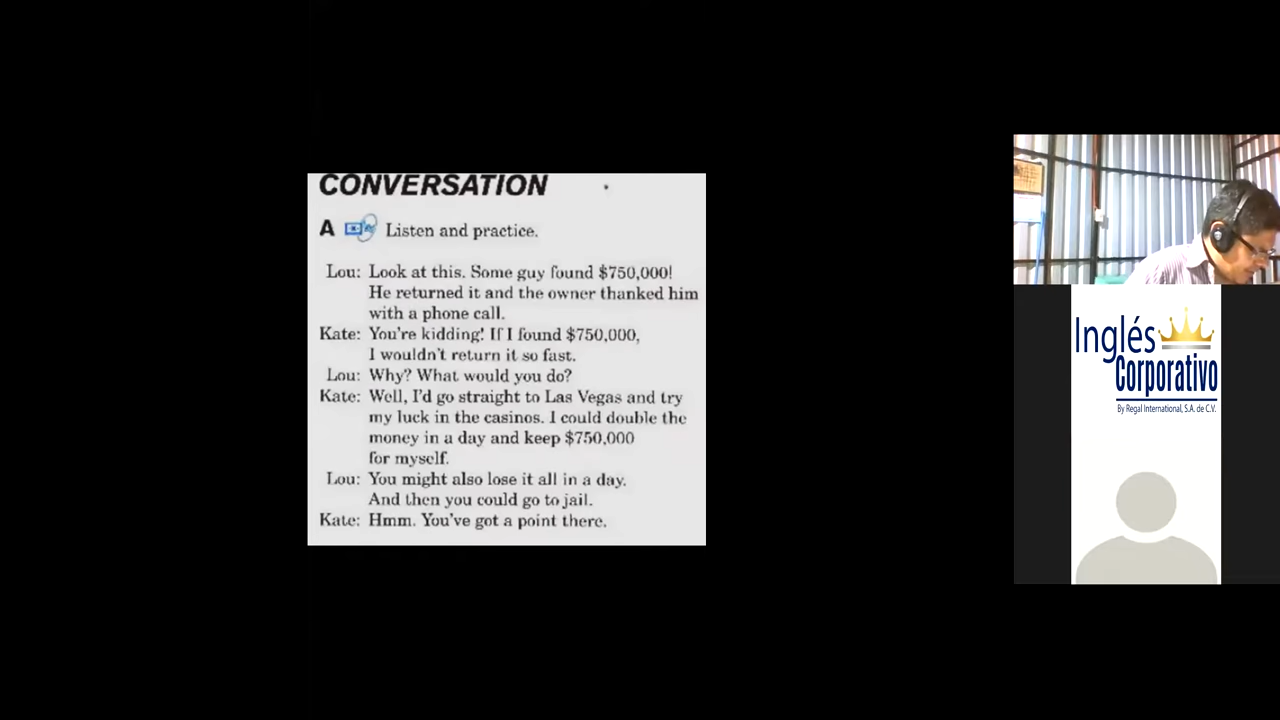 CONVERSATION
A Listen and practice.
Lou: Look at this. Some guy found $750,000!
He returned it and the owner thanked him
with a phone call.
Kate: You're kidding! If I found $750,000,
I wouldn't return it so fast.
Lou: Why? What would you do?
Kate: Well, I'd go straight to Las Vegas and try
my luck in the casinos. I could double the
money in a day and keep $750,000
for myself.
Lou: You might also lose it all in a day.
And then you could go to jail.
Kate: Hmm. You've got a point there.
Inglés
Corporativo
By Regal International, S.A. de C.V.